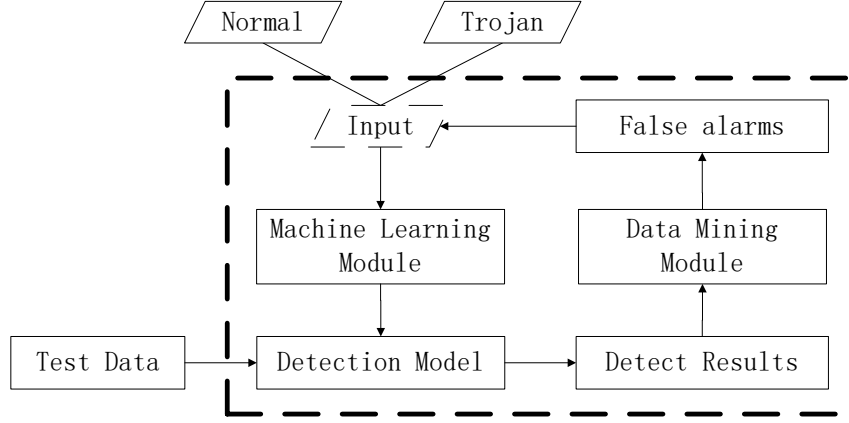 Normal
Trojan
Input
False alarms
Machine Learning
Module
Data Mining
Module
Test Data
Detection Model
Detect Results